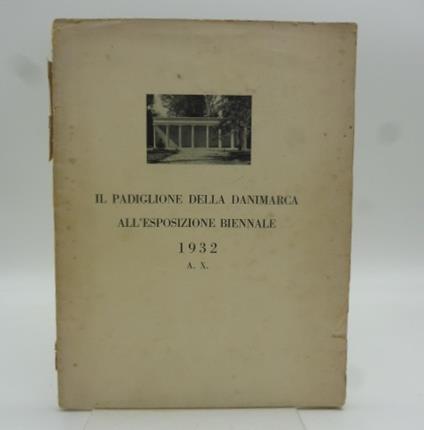 IL PADIGLIONE DELLA DANIMARCA
ALL'ESPOSIZIONE BIENNALE
1932
A. X.